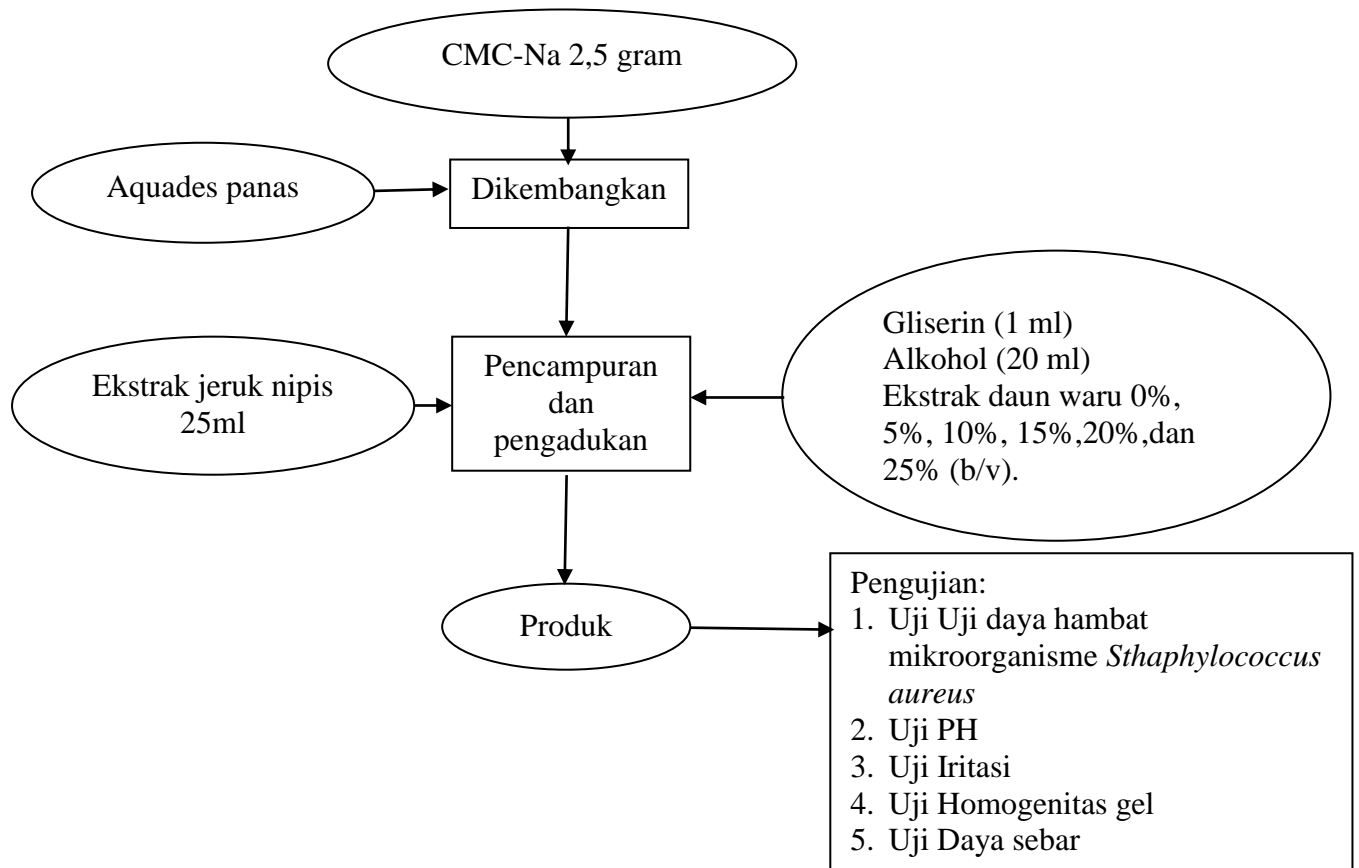 CMC-Na 2,5 gram
Aquades panas
Dikembangkan
Ekstrak jeruk nipis
25ml
Pencampuran
dan
pengadukan
Gliserin (1 ml)
Alkohol (20 ml)
Ekstrak daun waru 0%,
5%, 10%, 15%,20%,dan
25% (b/v).
Produk
Pengujian:
1. Uji Uji daya hambat
mikroorganisme Sthaphylococcus
aureus
2. Uji PH
3. Uji Iritasi
4. Uji Homogenitas gel
5. Uji Daya sebar